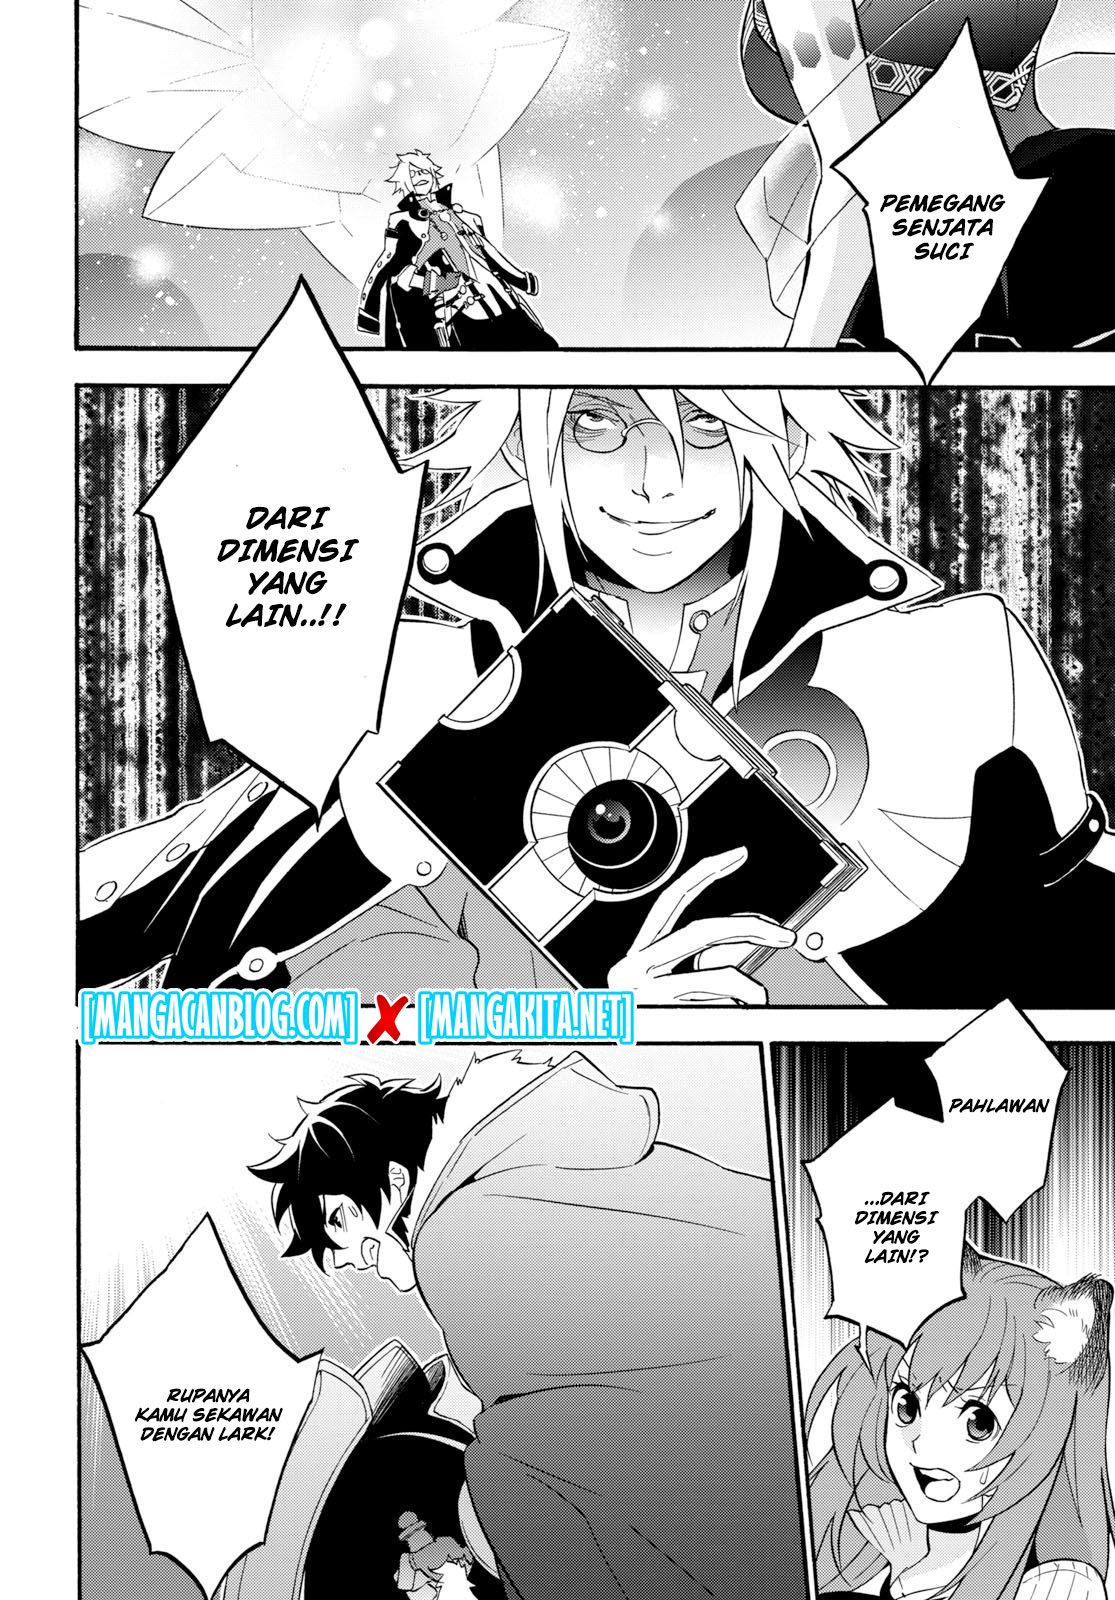 PEMEGANG
SENJATA
SUCI
DARI
DIMENSI
YANG
LAIN..!!
[MANGACANBLOG.COM] X [MANGAKITA.NET]
PAHLAWAN
...DARI
DIMENSI
YANG
LAIN!?
RUPANYA
KAMU SEKAWAN
DENGAN LARK!